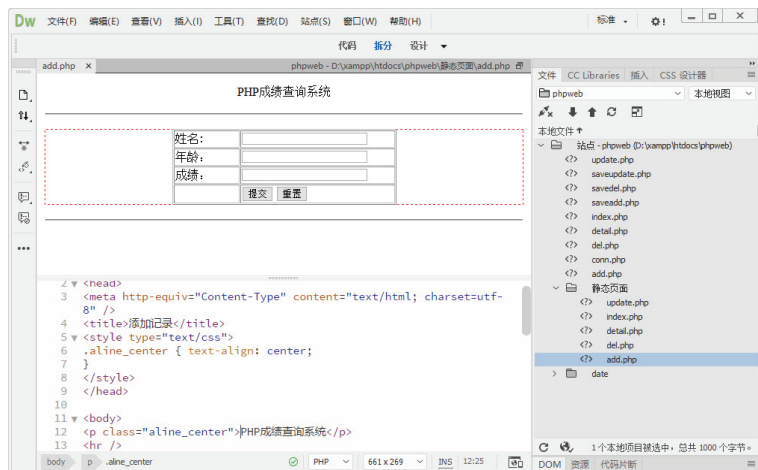 Dw 文件(F) 编辑(E) 查看(V) 插入(I) 工具(T) 查找(D) 站点(S) 窗口(W) 帮助(H) 标准
代码 拆分 设计
add.php × phpweb - D:\xampp\htdocs\phpweb\静态页面\add.php
PHP成绩查询系统
姓名：
年龄：
成绩：
提交 重置
2 <head>
3 <meta http-equiv="Content-Type" content="text/html; charset=utf-
8" />
4 <title>添加记录</title>
5 <style type="text/css">
6 .aline_center { text-align: center;
7 }
8 </style>
9 </head>
10
11 <body>
12 <p class="aline_center">PHP成绩查询系统</p>
13 <hr />
body p .aline_center PHP 661 x 269 INS 12:25
文件 CC Libraries 插入 CSS 设计器
phpweb 本地视图
本地文件
站点 - phpweb (D:\xampp\htdocs\phpweb)
<?> update.php
<?> saveupdate.php
<?> savedel.php
<?> saveadd.php
<?> index.php
<?> detail.php
<?> del.php
<?> conn.php
<?> add.php
静态页面
<?> update.php
<?> index.php
<?> detail.php
<?> del.php
<?> add.php
date
1个本地项目被选中，总共 1000 个字节。
DOM 资源 代码片断